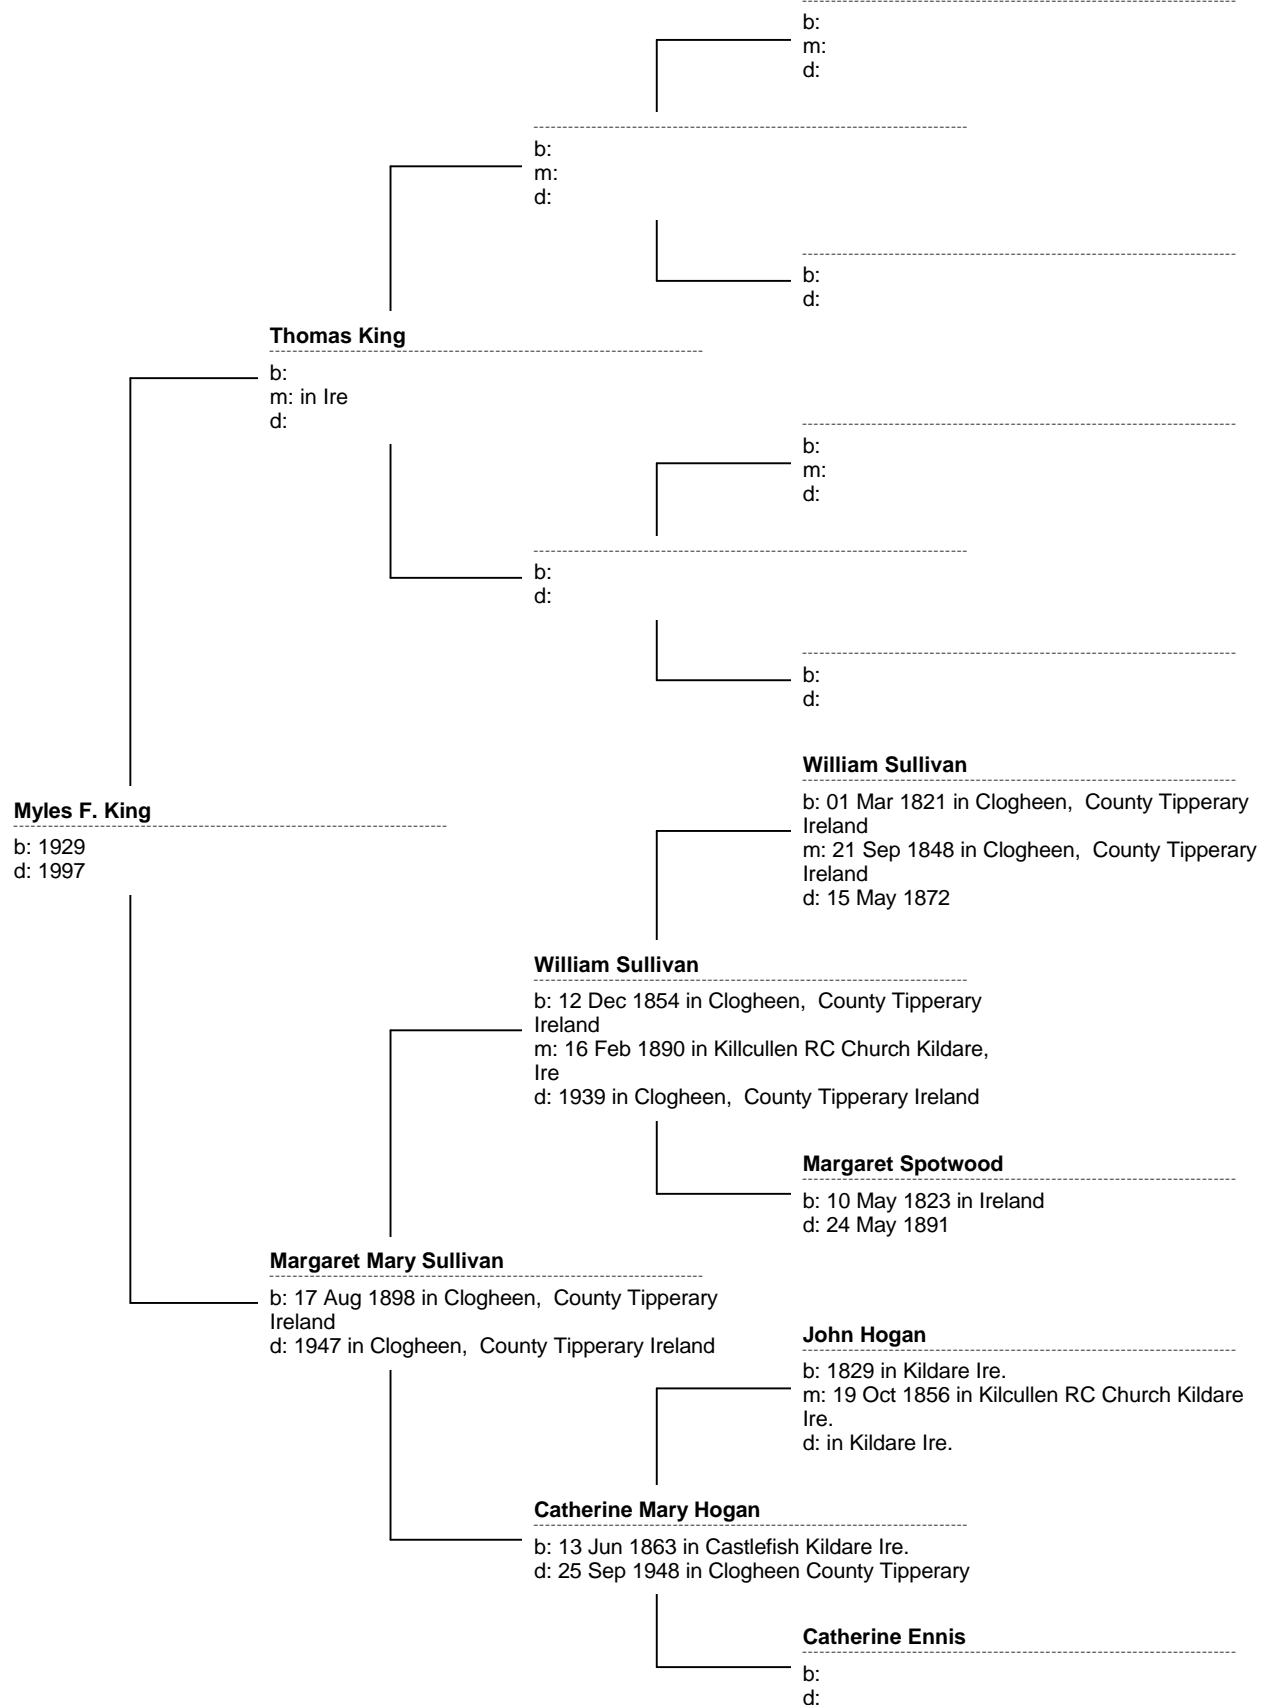 b:
m:
d:
b:
m:
d:
b:
d:
Thomas King
b:
m: in Ire
d:
b:
m:
d:
b:
d:
b:
d:
William Sullivan
b: 01 Mar 1821 in Clogheen,  County Tipperary
Ireland
m: 21 Sep 1848 in Clogheen,  County Tipperary
Ireland
d: 15 May 1872
Myles F. King
b: 1929
d: 1997
William Sullivan
b: 12 Dec 1854 in Clogheen,  County Tipperary
Ireland
m: 16 Feb 1890 in Killcullen RC Church Kildare,
Ire
d: 1939 in Clogheen,  County Tipperary Ireland
Margaret Spotwood
b: 10 May 1823 in Ireland
d: 24 May 1891
Margaret Mary Sullivan
b: 17 Aug 1898 in Clogheen,  County Tipperary
Ireland
d: 1947 in Clogheen,  County Tipperary Ireland
John Hogan
b: 1829 in Kildare Ire.
m: 19 Oct 1856 in Kilcullen RC Church Kildare
Ire.
d: in Kildare Ire.
Catherine Mary Hogan
b: 13 Jun 1863 in Castlefish Kildare Ire.
d: 25 Sep 1948 in Clogheen County Tipperary
Catherine Ennis
b:
d: